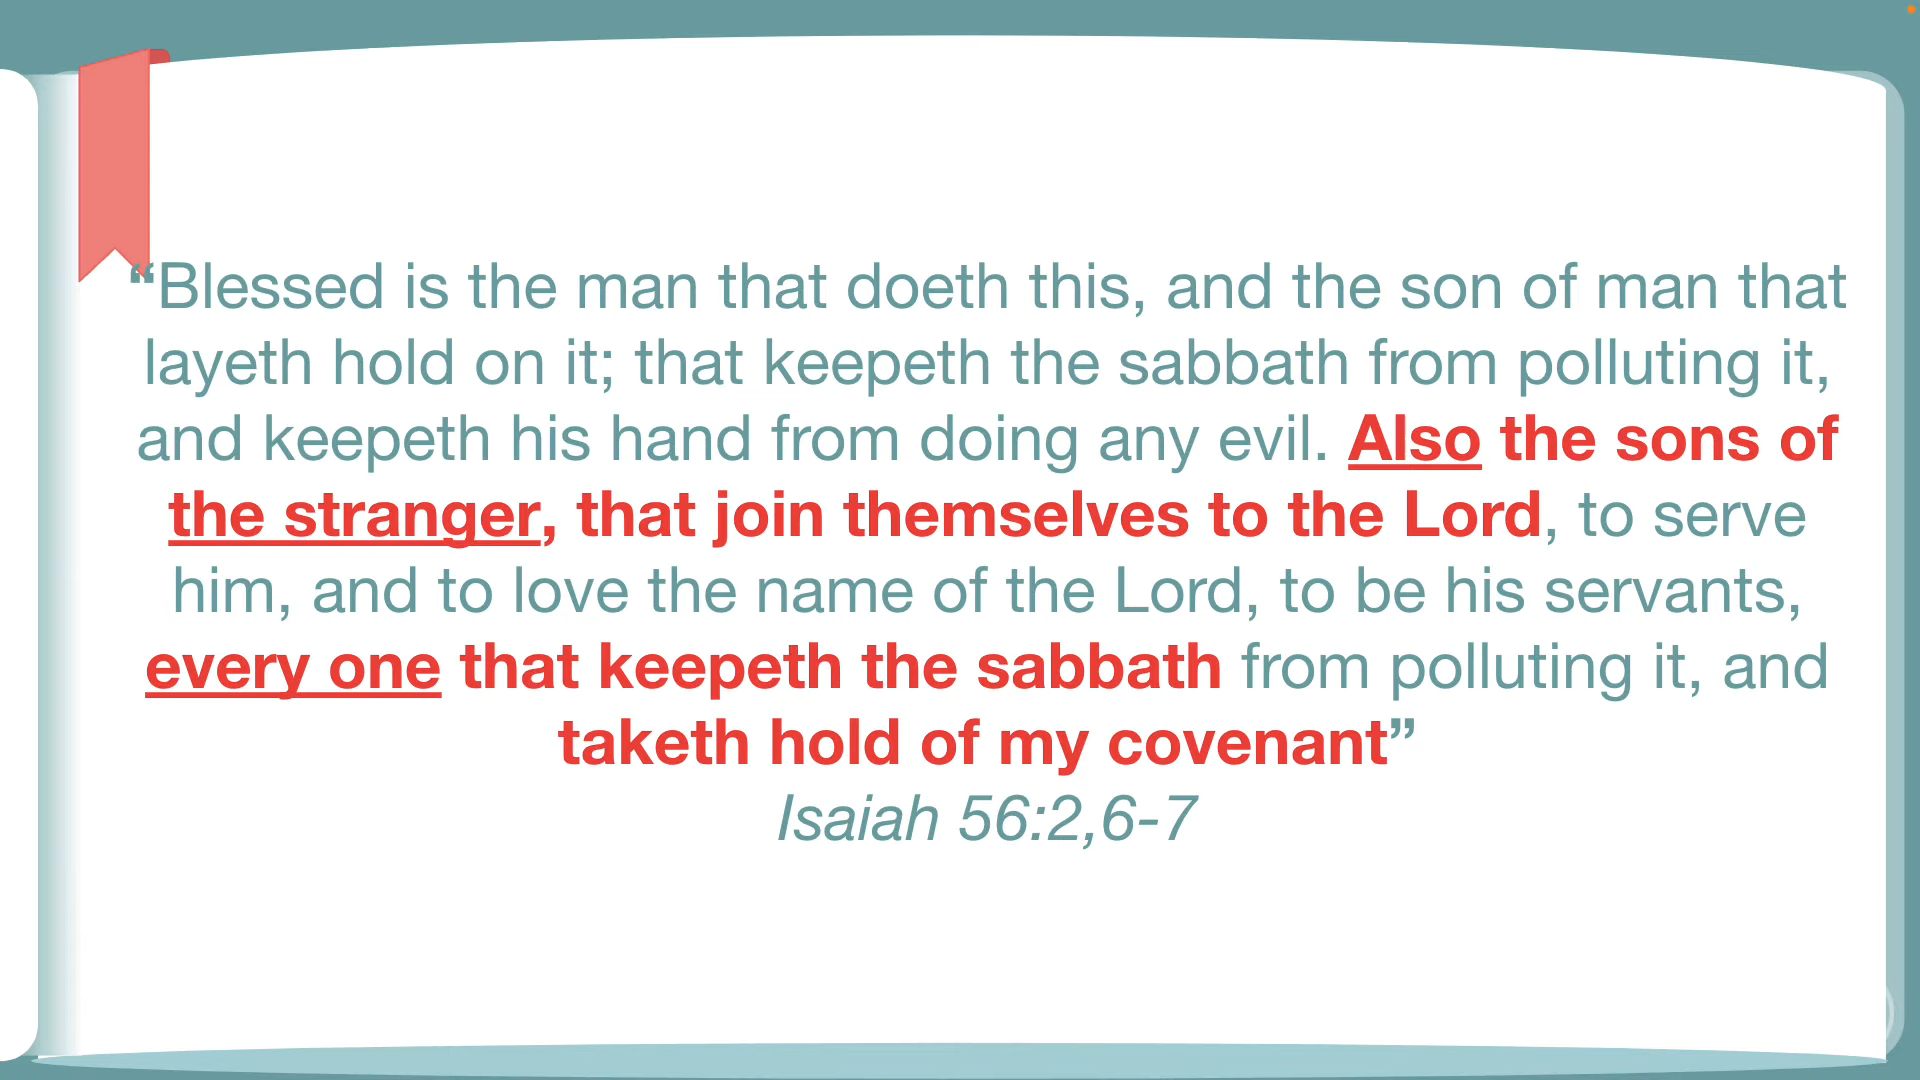 “Blessed is the man that doeth this, and the son of man that
layeth hold on it; that keepeth the sabbath from polluting it,
and keepeth his hand from doing any evil. Also the sons of
the stranger, that join themselves to the Lord, to serve
him, and to love the name of the Lord, to be his servants,
every one that keepeth the sabbath from polluting it, and
taketh hold of my covenant”
Isaiah 56:2,6-7